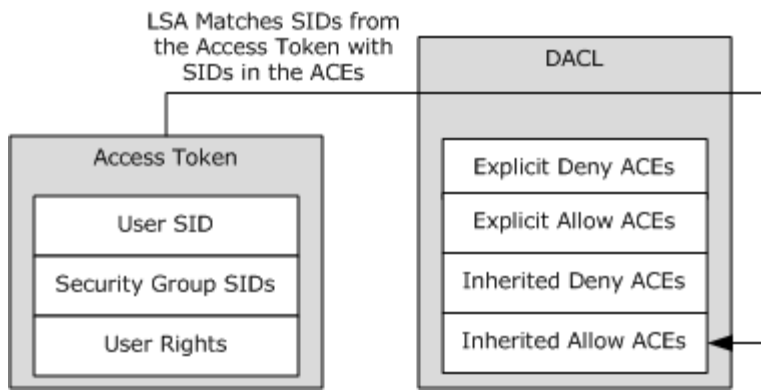 LSA Matches SIDs from
the Access Token with
SIDs in the ACEs
DACL
Access Token
User SID
Security Group SIDs
User Rights
Explicit Deny ACEs
Explicit Allow ACEs
Inherited Deny ACEs
Inherited Allow ACEs